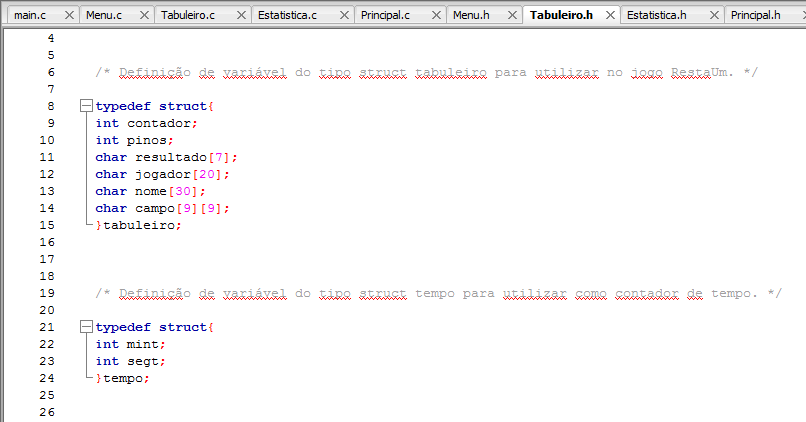 main.c Menu.c Tabuleiro.c Estatistica.c Principal.c Menu.h Tabuleiro.h Estatistica.h Principal.h
4
5
6 /* Definição de variável do tipo struct tabuleiro para utilizar no jogo RestaUm. */
7
8 typedef struct{
9 int contador;
10 int pinos;
11 char resultado[7];
12 char jogador[20];
13 char nome[30];
14 char campo[9][9];
15 }tabuleiro;
16
17
18
19 /* Definição de variável do tipo struct tempo para utilizar como contador de tempo. */
20
21 typedef struct{
22 int mint;
23 int segt;
24 }tempo;
25
26